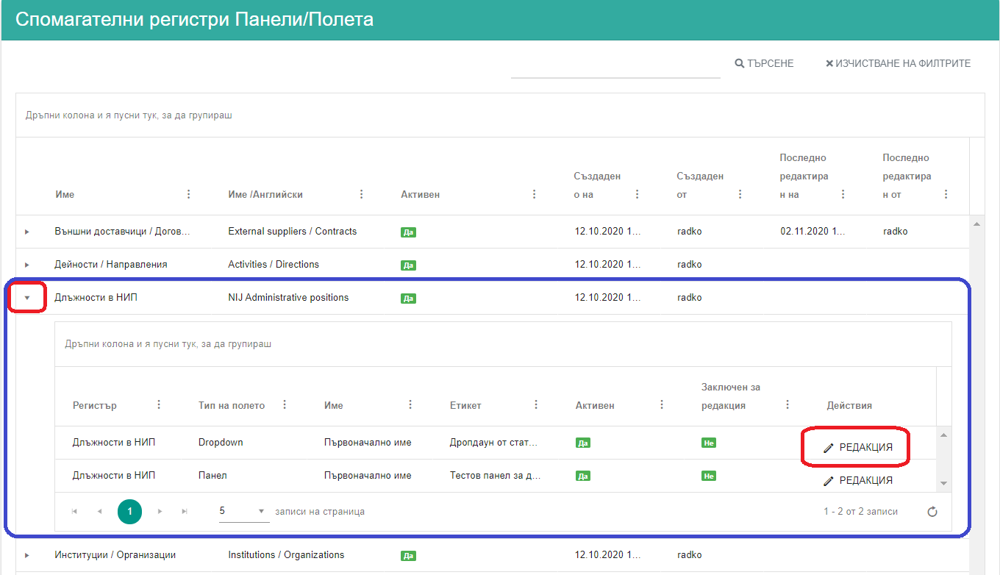 Спомагателни регистри Панели/Полета
ТЪРСЕНЕ ИЗЧИСТВАНЕ НА ФИЛТРИТЕ
Дръпни колона и я пусни тук, за да групираш
Име Име /Английски Активен Създаден
о на Създаден
от Последно
редактира
н на Последно
редактира
н от
Външни доставчици / Догов... External suppliers / Contracts Да 12.10.2020 1... radko 02.11.2020 1... radko
Дейности / Направления Activities / Directions Да 12.10.2020 1... radko
Длъжности в НИП NIJ Administrative positions Да 12.10.2020 1... radko
Дръпни колона и я пусни тук, за да групираш
Регистър Тип на полето Име Етикет Активен Заключен за
редакция Действия
Длъжности в НИП Dropdown Първоначално име Дропдаун от стат... Да Не РЕДАКЦИЯ
Длъжности в НИП Панел Първоначално име Тестов панел за д... Да Не РЕДАКЦИЯ
1 5 записи на страница 1 - 2 от 2 записи
Институции / Организации Institutions / Organizations Да 12.10.2020 1... radko